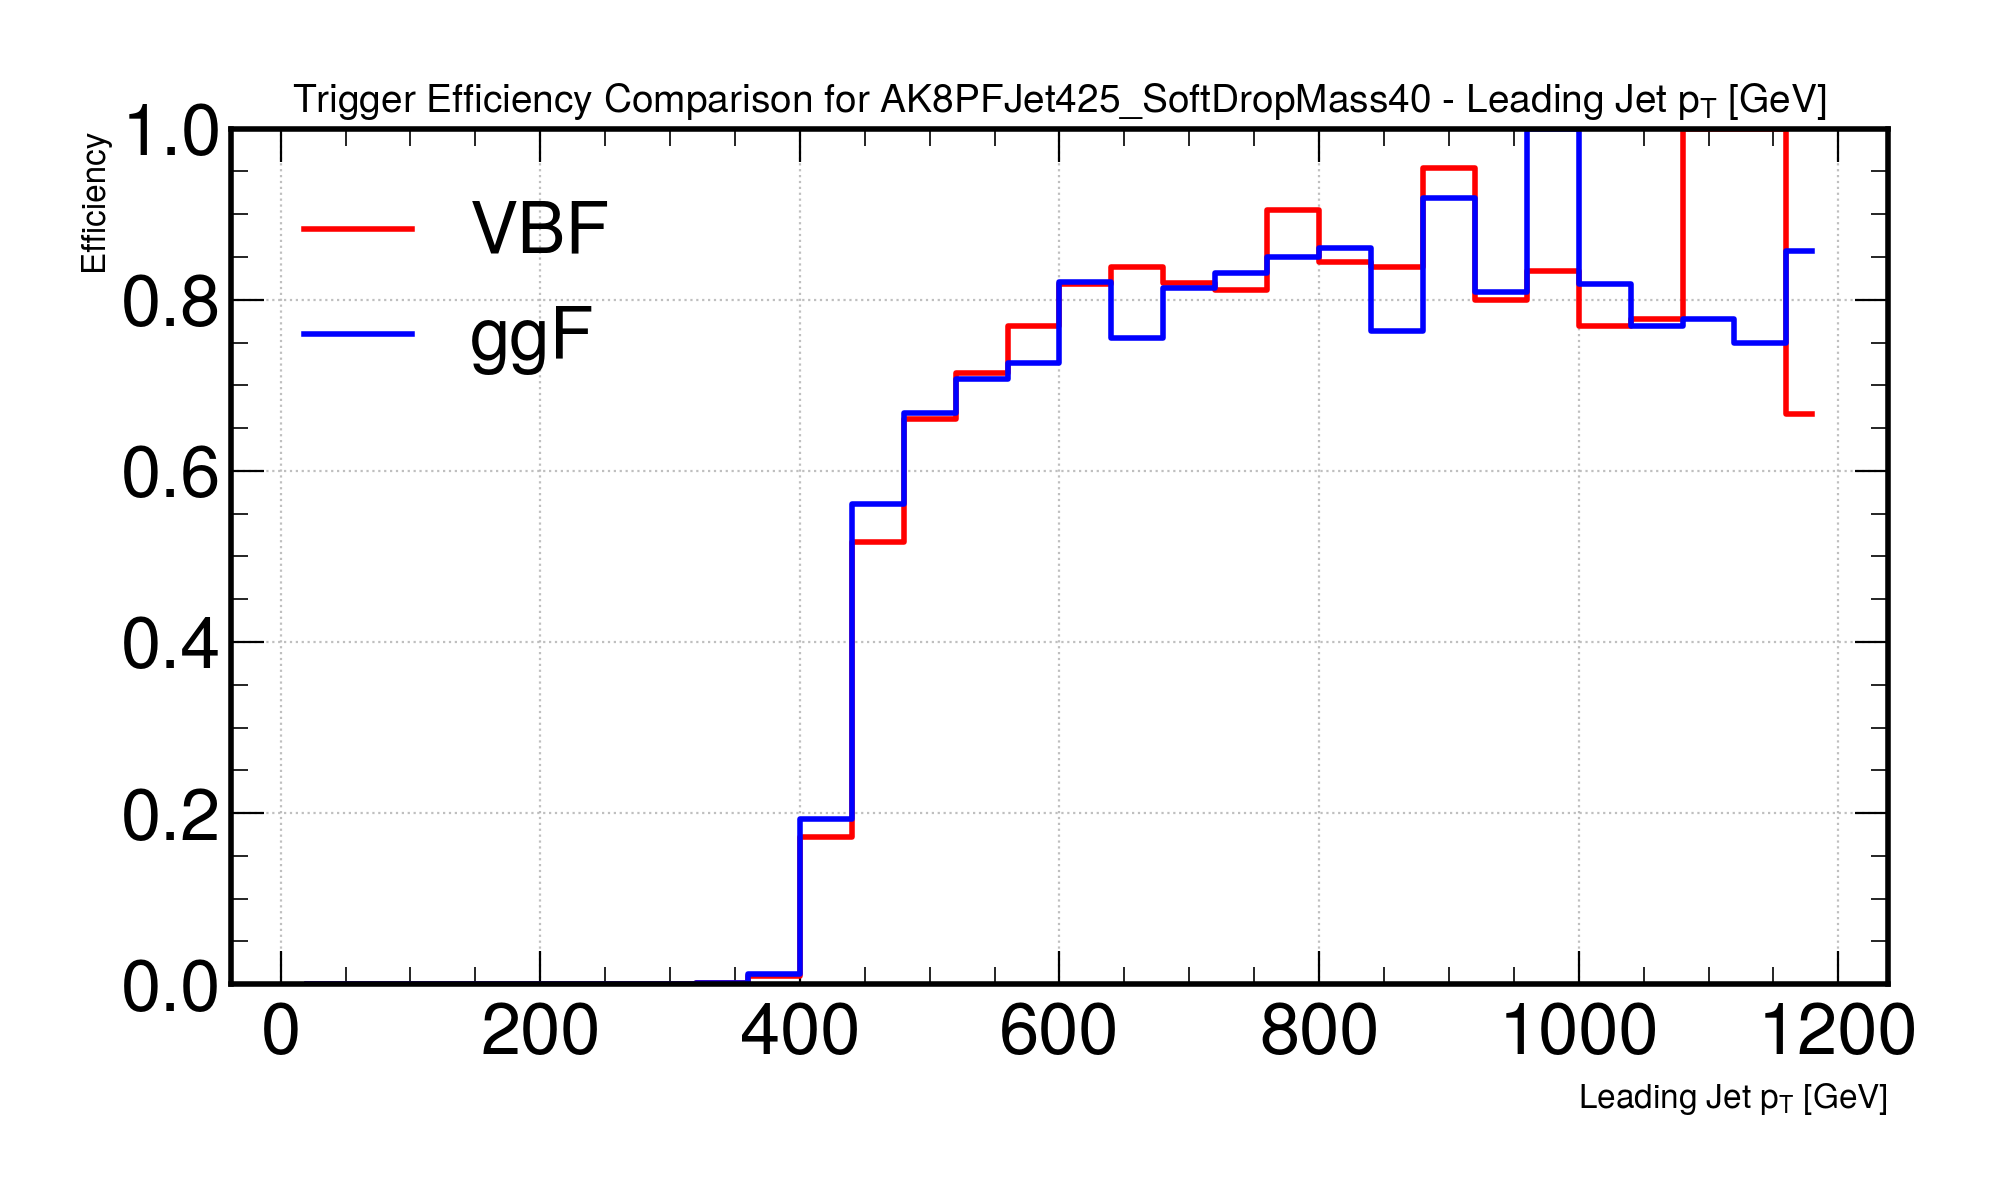 Trigger Efficiency Comparison for AK8PFJet425_SoftDropMass40 - Leading Jet pT [GeV]
Efficiency
1.0
0.8
0.6
0.4
0.2
0.0
VBF
ggF
0 200 400 600 800 1000 1200
Leading Jet pT [GeV]